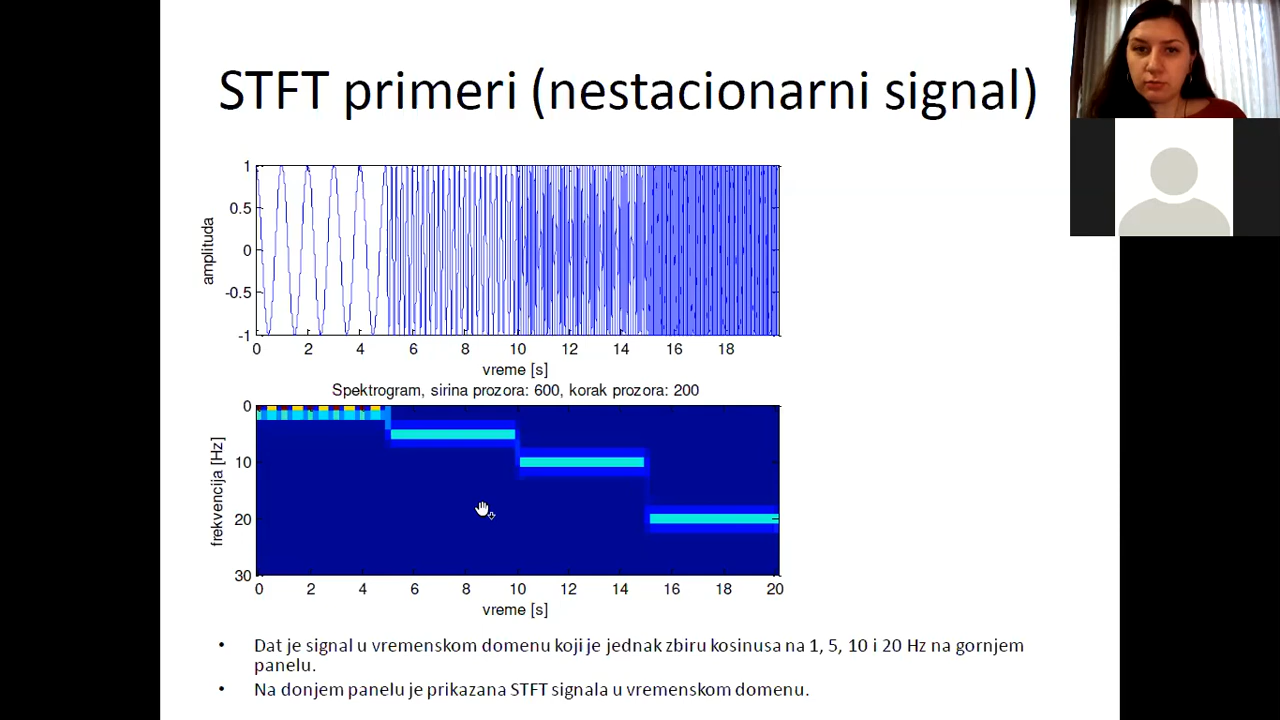 STFT primeri (nestacionarni signal)
1
0.5
0
-0.5
-1
amplituda
0 2 4 6 8 10 12 14 16 18
vreme [s]
Spektrogram, sirina prozora: 600, korak prozora: 200
0
10
20
30
frekvencija [Hz]
0 2 4 6 8 10 12 14 16 18 20
vreme [s]
• Dat je signal u vremenskom domenu koji je jednak zbiru kosinusa na 1, 5, 10 i 20 Hz na gornjem
panelu.
• Na donjem panelu je prikazana STFT signala u vremenskom domenu.